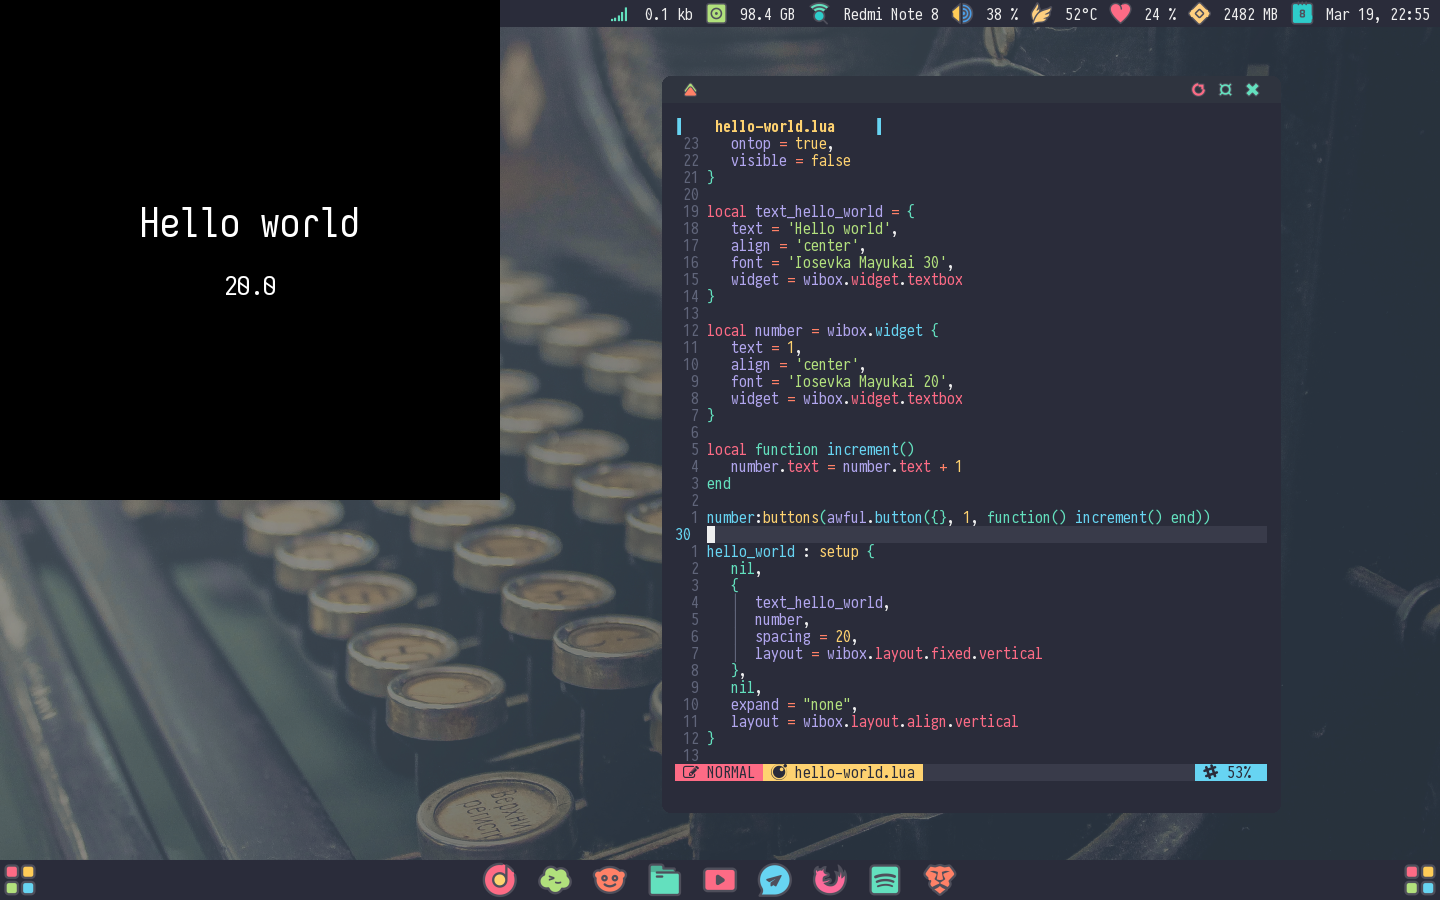 0.1 kb 98.4 GB Redmi Note 8 38 % 52°C 24 % 2482 MB 8 Mar 19, 22:55
Hello world
20.0
hello-world.lua
23 ontop = true,
22 visible = false
21 }
20
19 local text_hello_world = {
18 text = 'Hello world',
17 align = 'center',
16 font = 'Iosevka Mayukai 30',
15 widget = wibox.widget.textbox
14 }
13
12 local number = wibox.widget {
11 text = 1,
10 align = 'center',
9 font = 'Iosevka Mayukai 20',
8 widget = wibox.widget.textbox
7 }
6
5 local function increment()
4 number.text = number.text + 1
3 end
2
1 number:buttons(awful.button({}, 1, function() increment() end))
30
1 hello_world : setup {
2 nil,
3 {
4 text_hello_world,
5 number,
6 spacing = 20,
7 layout = wibox.layout.fixed.vertical
8 },
9 nil,
10 expand = "none",
11 layout = wibox.layout.align.vertical
12 }
13
NORMAL hello-world.lua 53%
Верхний
регистр